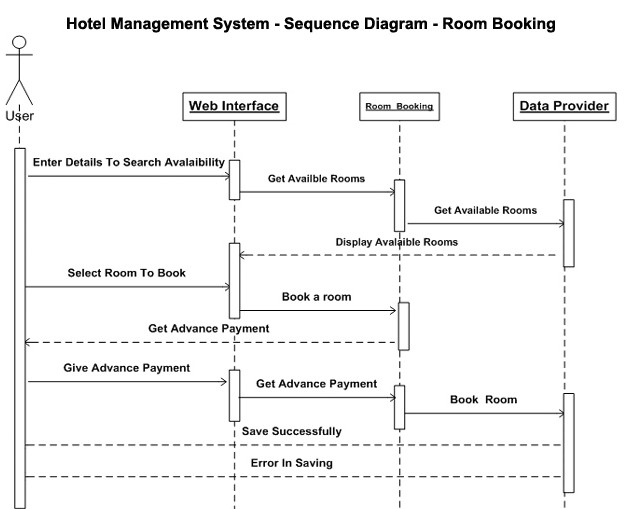 Hotel Management System - Sequence Diagram - Room Booking
User
Web Interface
Room Booking
Data Provider
Enter Details To Search Avalaibility
Get Availble Rooms
Get Available Rooms
Display Avalaible Rooms
Select Room To Book
Book a room
Get Advance Payment
Give Advance Payment
Get Advance Payment
Book Room
Save Successfully
Error In Saving